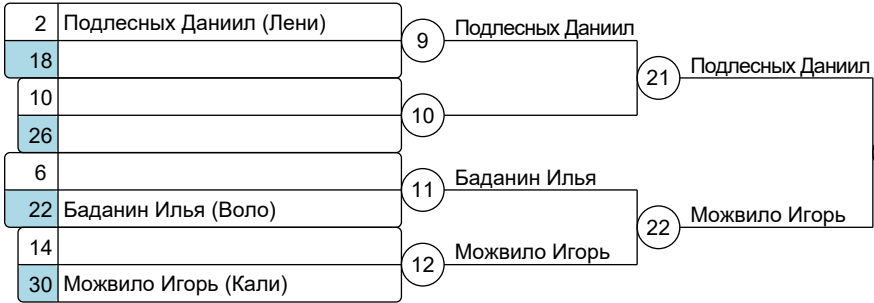 2 Подлесных Даниил (Лени)
18
9 Подлесных Даниил
10
26
10
21 Подлесных Даниил
6
22 Баданин Илья (Воло)
11 Баданин Илья
14
30 Можвило Игорь (Кали)
12 Можвило Игорь
22 Можвило Игорь